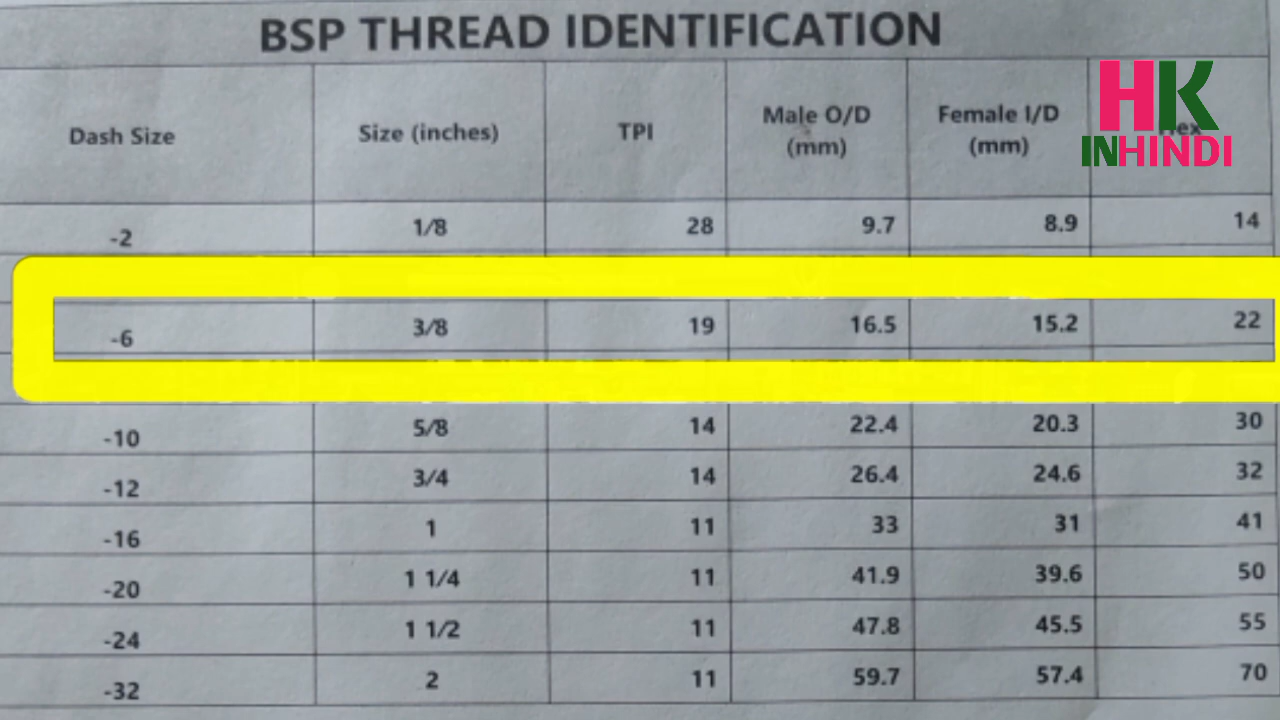 BSP THREAD IDENTIFICATION
Dash Size Size (inches) TPI Male O/D (mm) Female I/D (mm)
HK
INHINDI
-2 1/8 28 9.7 8.9 14
-6 3/8 19 16.5 15.2 22
-10 5/8 14 22.4 20.3 30
-12 3/4 14 26.4 24.6 32
-16 1 11 33 31 41
-20 1 1/4 11 41.9 39.6 50
-24 1 1/2 11 47.8 45.5 55
-32 2 11 59.7 57.4 70